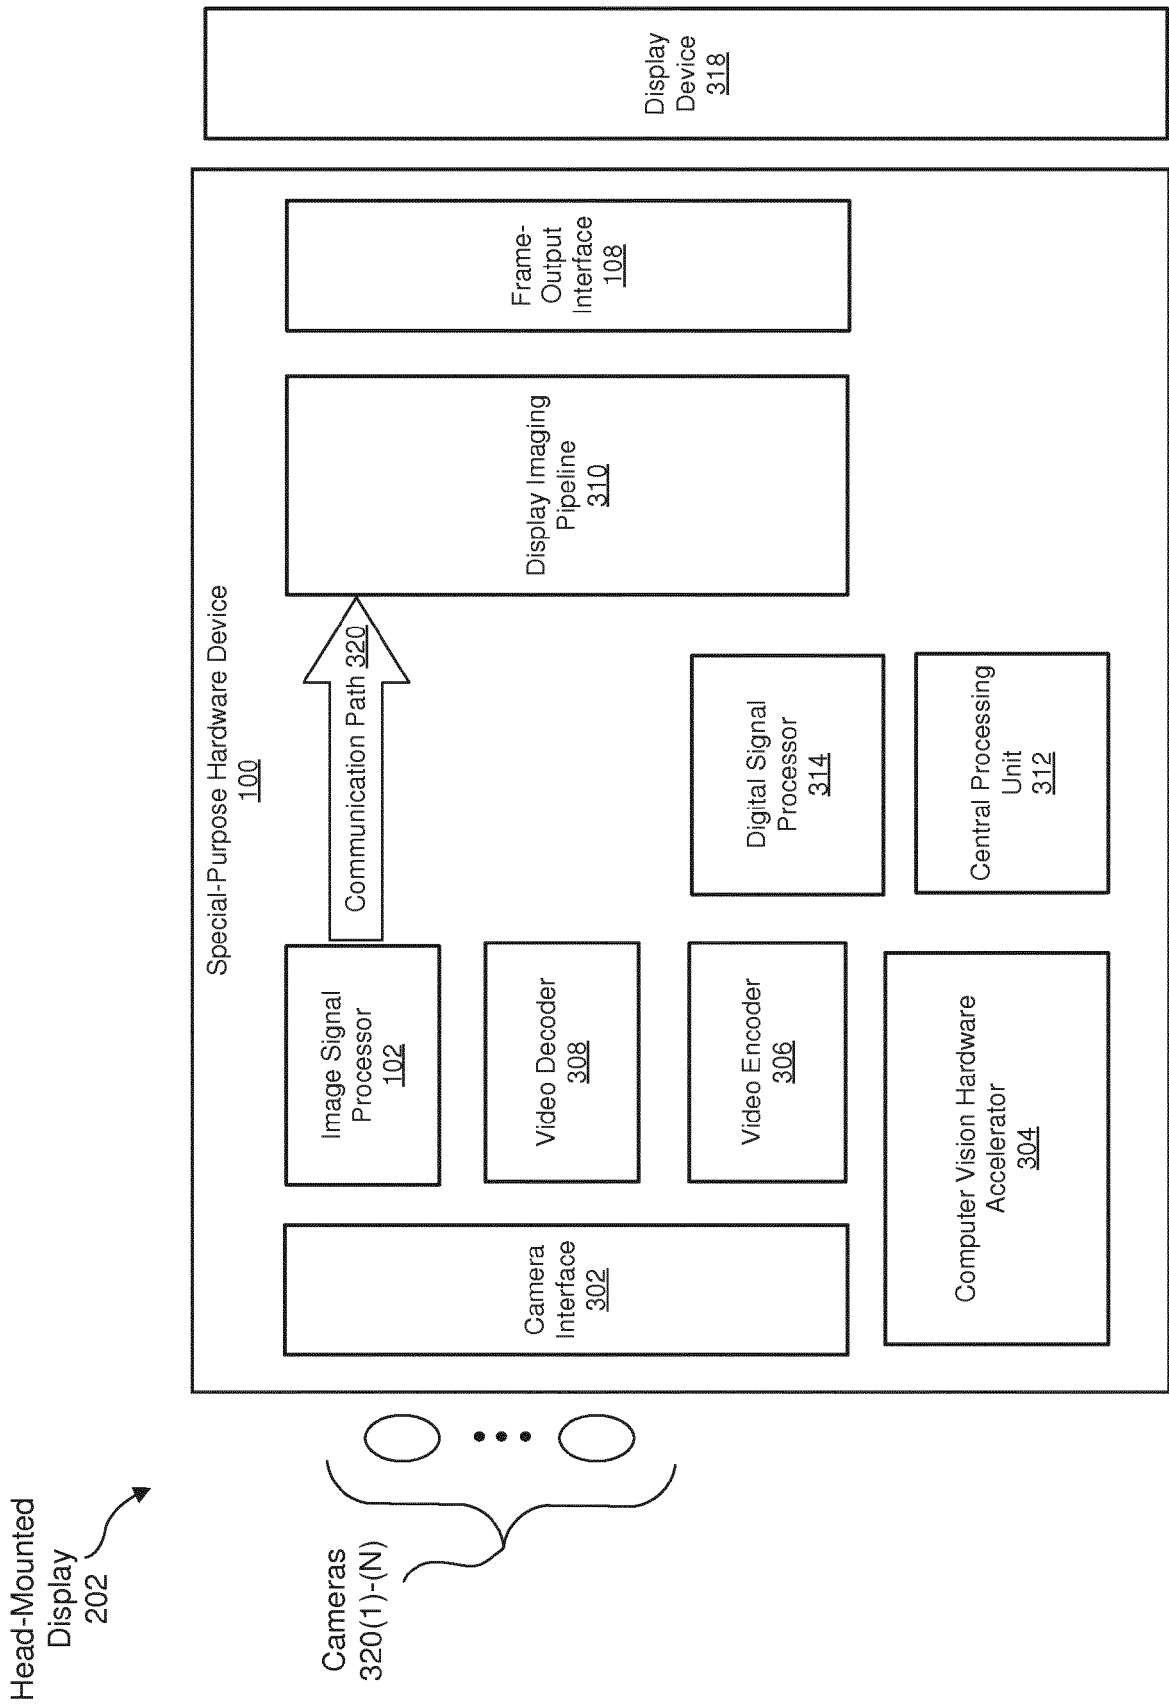 Head-Mounted
Display
202
Cameras
320(1)-(N)
Special-Purpose Hardware Device
100
Camera
Interface
302
Image Signal
Processor
102
Communication Path 320
Video Decoder
308
Video Encoder
306
Computer Vision Hardware
Accelerator
304
Digital Signal
Processor
314
Central Processing
Unit
312
Display Imaging
Pipeline
310
Frame-
Output
Interface
108
Display
Device
318